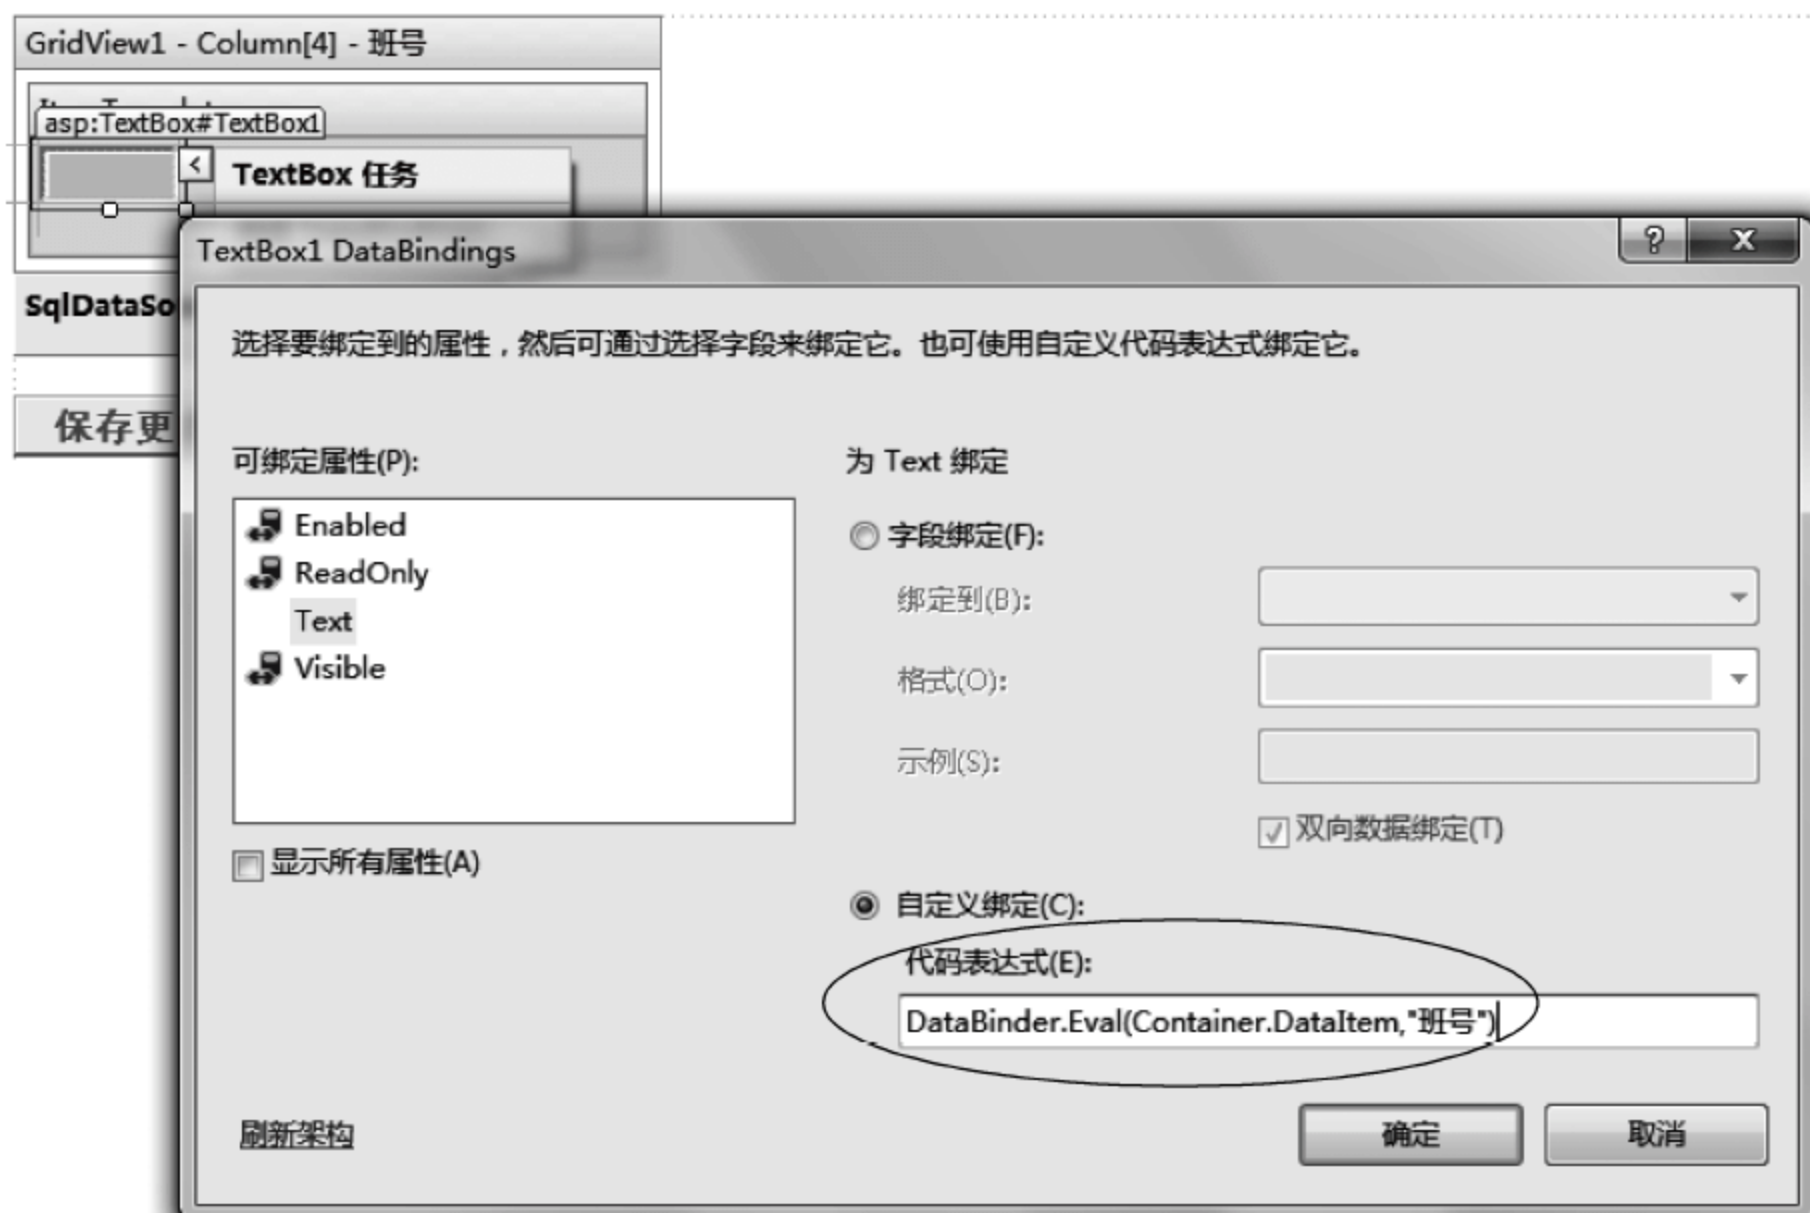 GridView1 - Column[4] - 班号
asp:TextBox#TextBox1
<
TextBox 任务
TextBox1 DataBindings
?
SqlDataSo
选择要绑定到的属性，然后可通过选择字段来绑定它。也可使用自定义代码表达式绑定它。
保存更
可绑定属性(P):
Enabled
ReadOnly
Text
Visible
显示所有属性(A)
为 Text 绑定
字段绑定(F):
绑定到(B):
格式(O):
示例(S):
双向数据绑定(T)
自定义绑定(C):
代码表达式(E):
DataBinder.Eval(Container.DataItem,"班号")
刷新架构
确定
取消